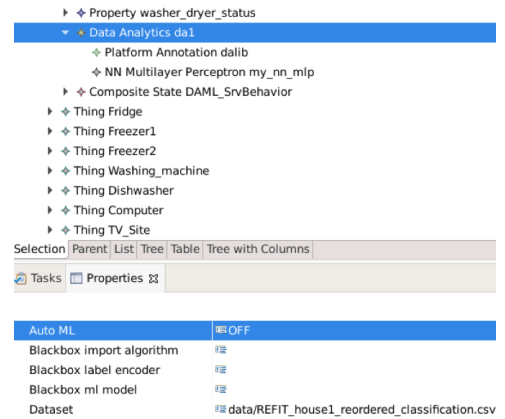 Property washer_dryer_status
Data Analytics da1
Platform Annotation dalib
NN Multilayer Perceptron my_nn_mlp
Composite State DAML_SrvBehavior
Thing Fridge
Thing Freezer1
Thing Freezer2
Thing Washing_machine
Thing Dishwasher
Thing Computer
Thing TV_Site
Selection Parent List Tree Table Tree with Columns
Tasks Properties
Auto ML OFF
Blackbox import algorithm
Blackbox label encoder
Blackbox ml model
Dataset data/REFIT_house1_reordered_classification.csv